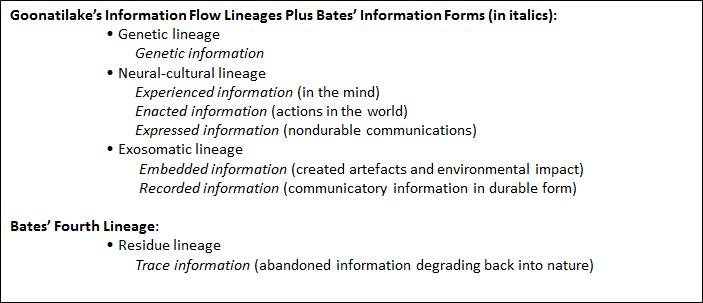 Goonatilake's Information Flow Lineages Plus Bates' Information Forms (in italics):
• Genetic lineage
Genetic information
• Neural-cultural lineage
Experienced information (in the mind)
Enacted information (actions in the world)
Expressed information (nondurable communications)
• Exosomatic lineage
Embedded information (created artefacts and environmental impact)
Recorded information (communicatory information in durable form)
Bates' Fourth Lineage:
• Residue lineage
Trace information (abandoned information degrading back into nature)